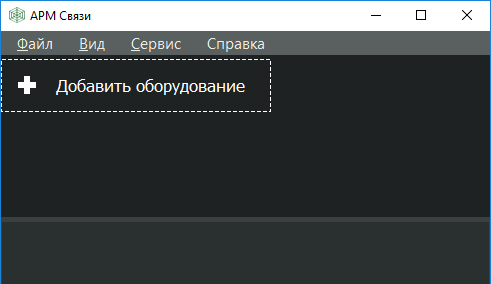 АРМ Связи
Файл Вид Сервис Справка
Добавить оборудование